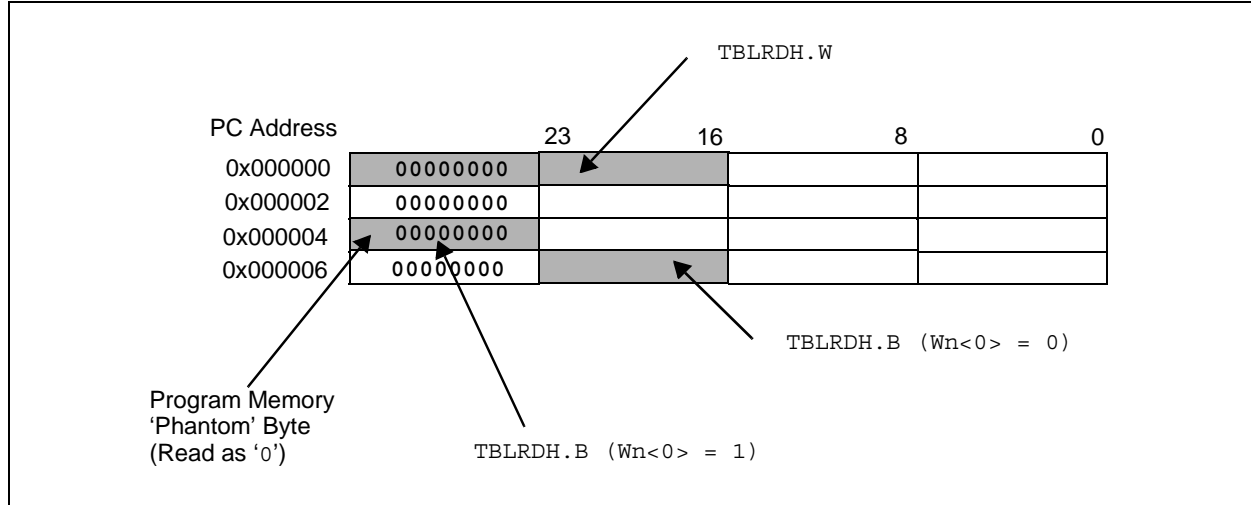 TBLRDH.W
PC Address
23 16 8 0
0x000000 00000000
0x000002 00000000
0x000004 00000000
0x000006 00000000
TBLRDH.B (Wn<0> = 0)
Program Memory
‘Phantom’ Byte
(Read as ‘0’)
TBLRDH.B (Wn<0> = 1)